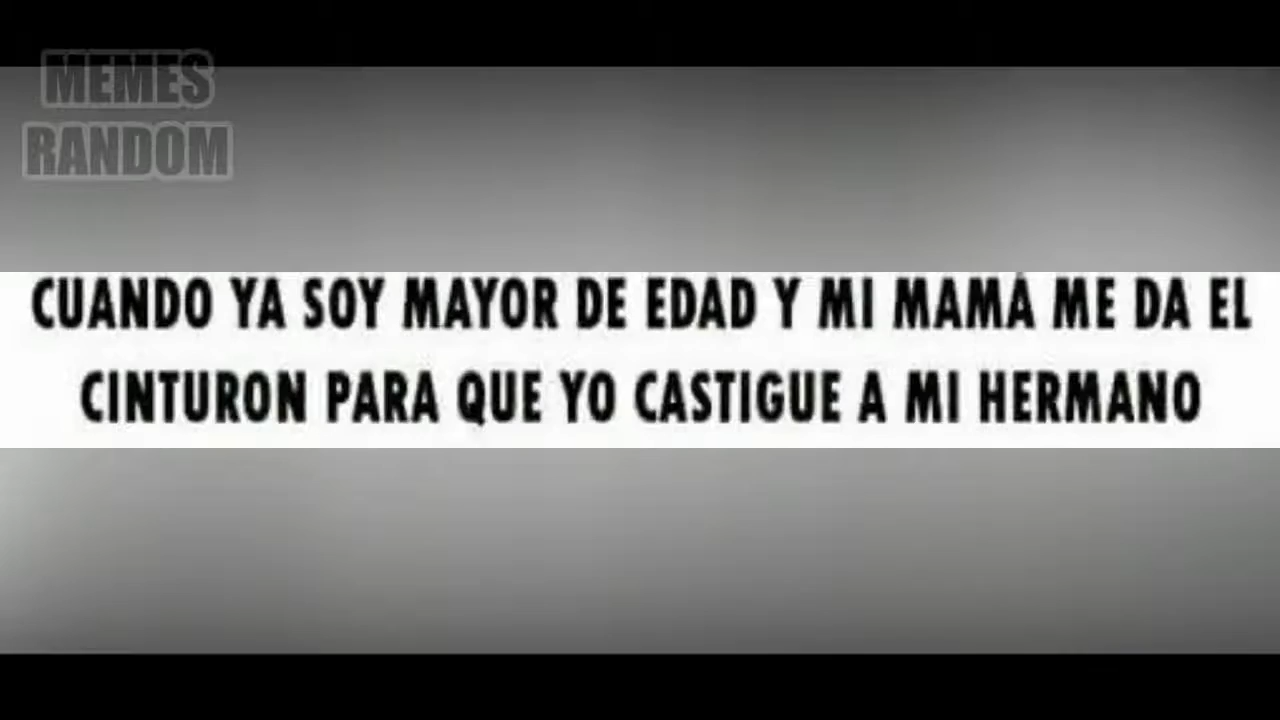 MEMES
RANDOM
CUANDO YA SOY MAYOR DE EDAD Y MI MAMÁ ME DA EL
CINTURON PARA QUE YO CASTIGUE A MI HERMANO